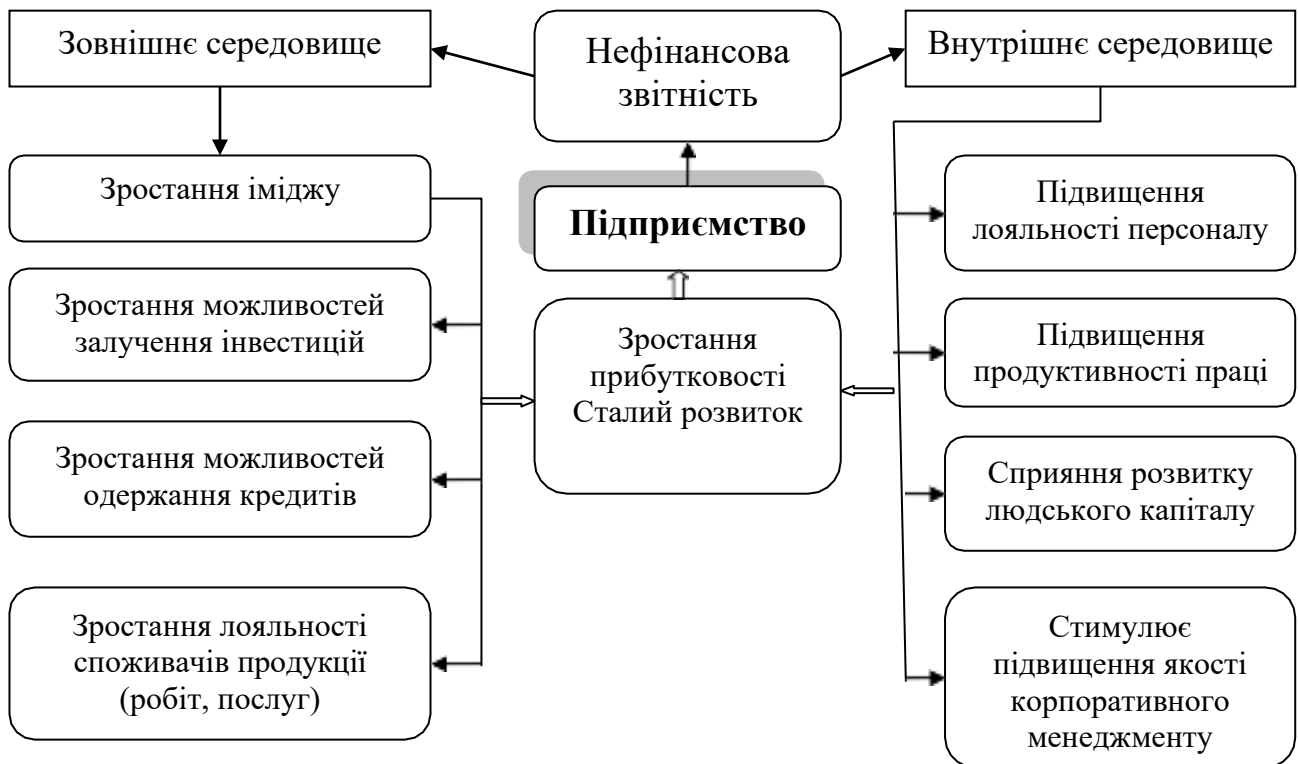 Зовнішнє середовище
Нефінансова
звітність
Внутрішнє середовище
Зростання іміджу
Підприємство
Підвищення
лояльності персоналу
Зростання можливостей
залучення інвестицій
Зростання
прибутковості
Сталий розвиток
Підвищення
продуктивності праці
Зростання можливостей
одержання кредитів
Сприяння розвитку
людського капіталу
Зростання лояльності
споживачів продукції
(робіт, послуг)
Стимулює
підвищення якості
корпоративного
менеджменту